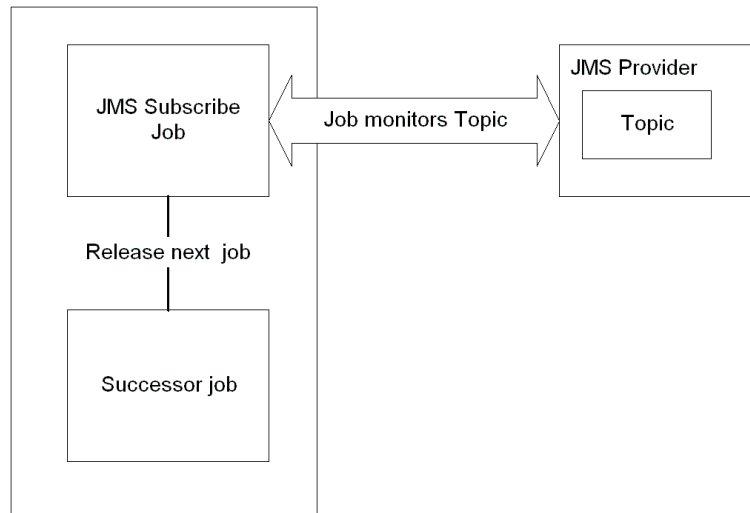 JMS Subscribe
Job
Job monitors Topic
JMS Provider
Topic
Release next job
Successor job